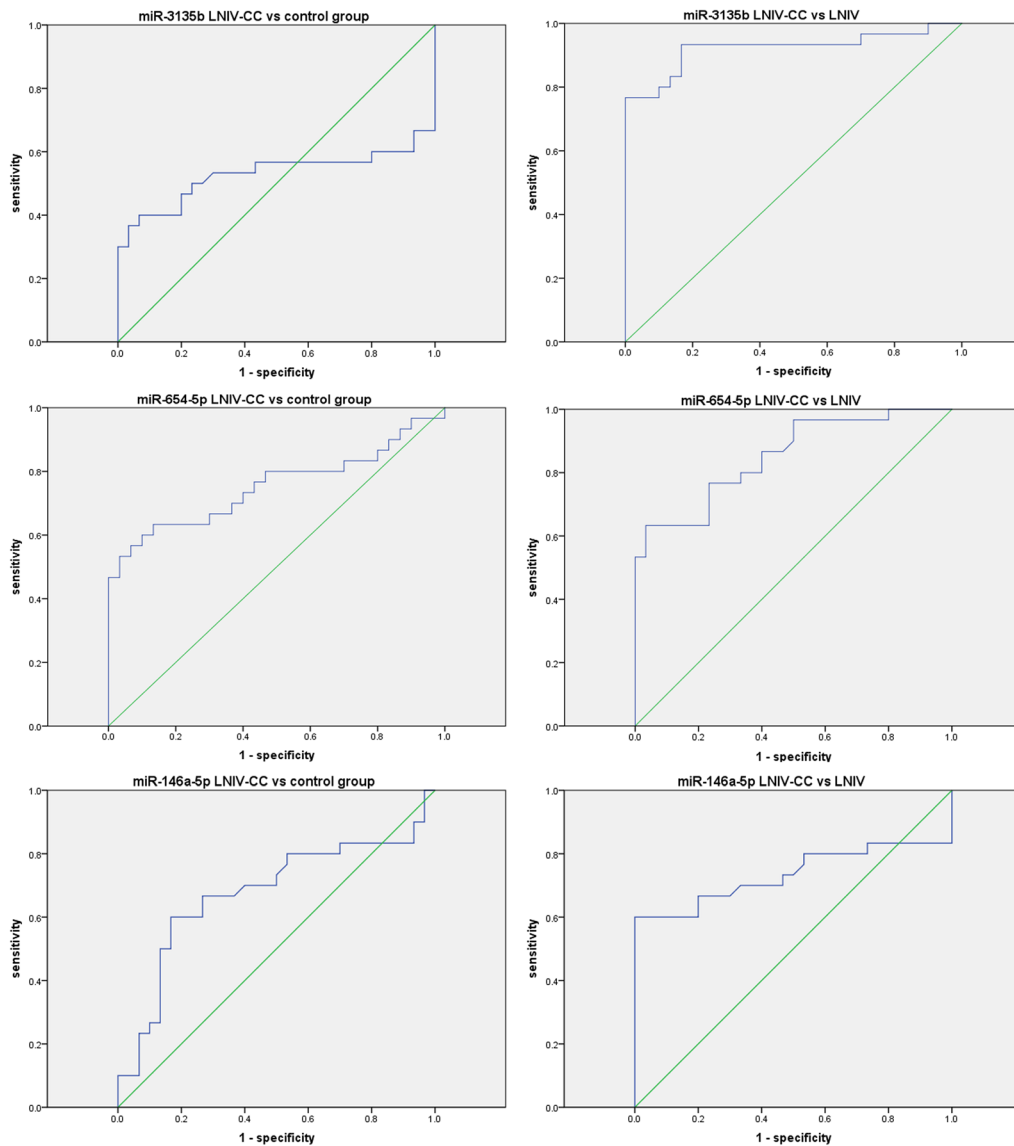 miR-3135b LNIV-CC vs control group
1.0
0.8
0.6
0.4
0.2
0.0
sensitivity
0.0 0.2 0.4 0.6 0.8 1.0
1 - specificity
miR-3135b LNIV-CC vs LNIV
1.0
0.8
0.6
0.4
0.2
0.0
sensitivity
0.0 0.2 0.4 0.6 0.8 1.0
1 - specificity
miR-654-5p LNIV-CC vs control group
1.0
0.8
0.6
0.4
0.2
0.0
sensitivity
0.0 0.2 0.4 0.6 0.8 1.0
1 - specificity
miR-654-5p LNIV-CC vs LNIV
1.0
0.8
0.6
0.4
0.2
0.0
sensitivity
0.0 0.2 0.4 0.6 0.8 1.0
1 - specificity
miR-146a-5p LNIV-CC vs control group
1.0
0.8
0.6
0.4
0.2
0.0
sensitivity
0.0 0.2 0.4 0.6 0.8 1.0
1 - specificity
miR-146a-5p LNIV-CC vs LNIV
1.0
0.8
0.6
0.4
0.2
0.0
sensitivity
0.0 0.2 0.4 0.6 0.8 1.0
1 - specificity